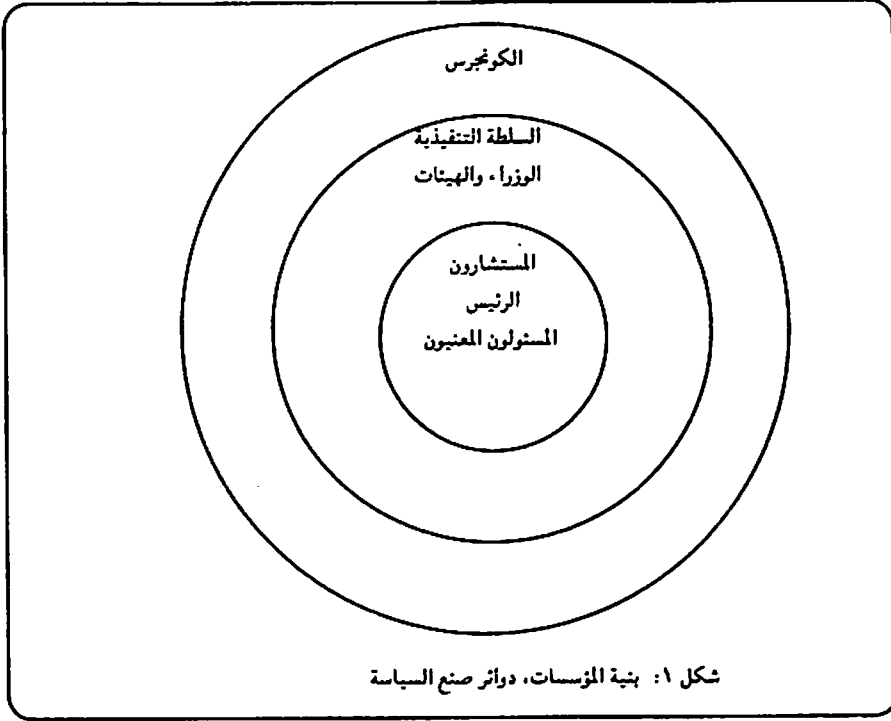 الكونجرس
السلطة التنفيذية
الوزراء والهيئات
المستشارون
الرئيس
المسئولون المعنيون
شكل ١: بنية المؤسسات، دوائر صنع السياسة